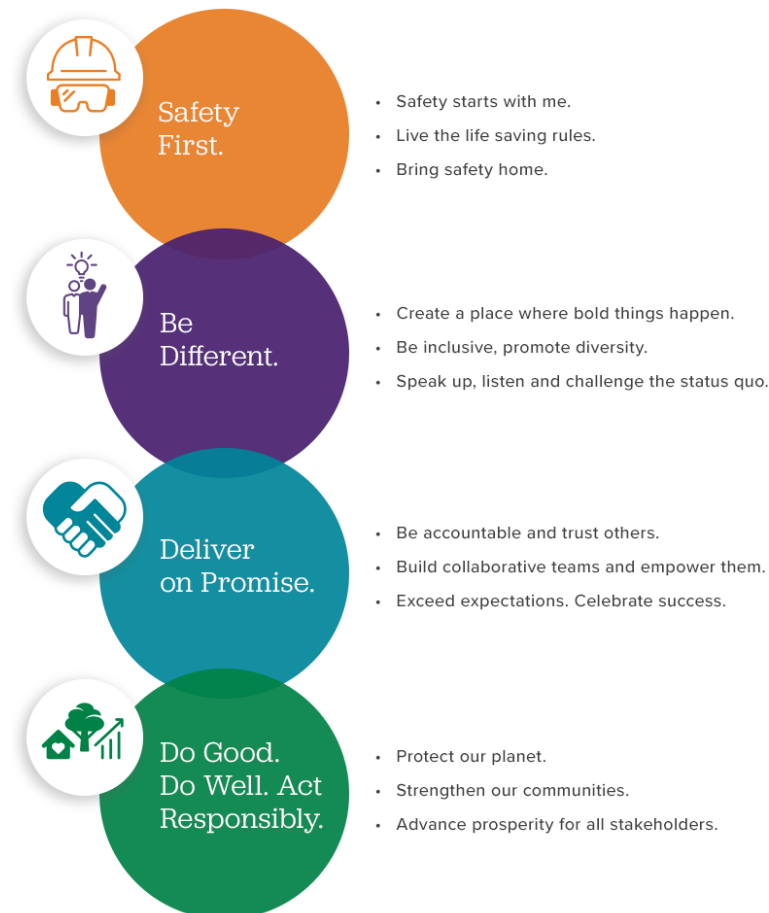 Safety
First.
• Safety starts with me.
• Live the life saving rules.
• Bring safety home.
Be
Different.
• Create a place where bold things happen.
• Be inclusive, promote diversity.
• Speak up, listen and challenge the status quo.
Deliver
on Promise.
• Be accountable and trust others.
• Build collaborative teams and empower them.
• Exceed expectations. Celebrate success.
Do Good.
Do Well. Act
Responsibly.
• Protect our planet.
• Strengthen our communities.
• Advance prosperity for all stakeholders.